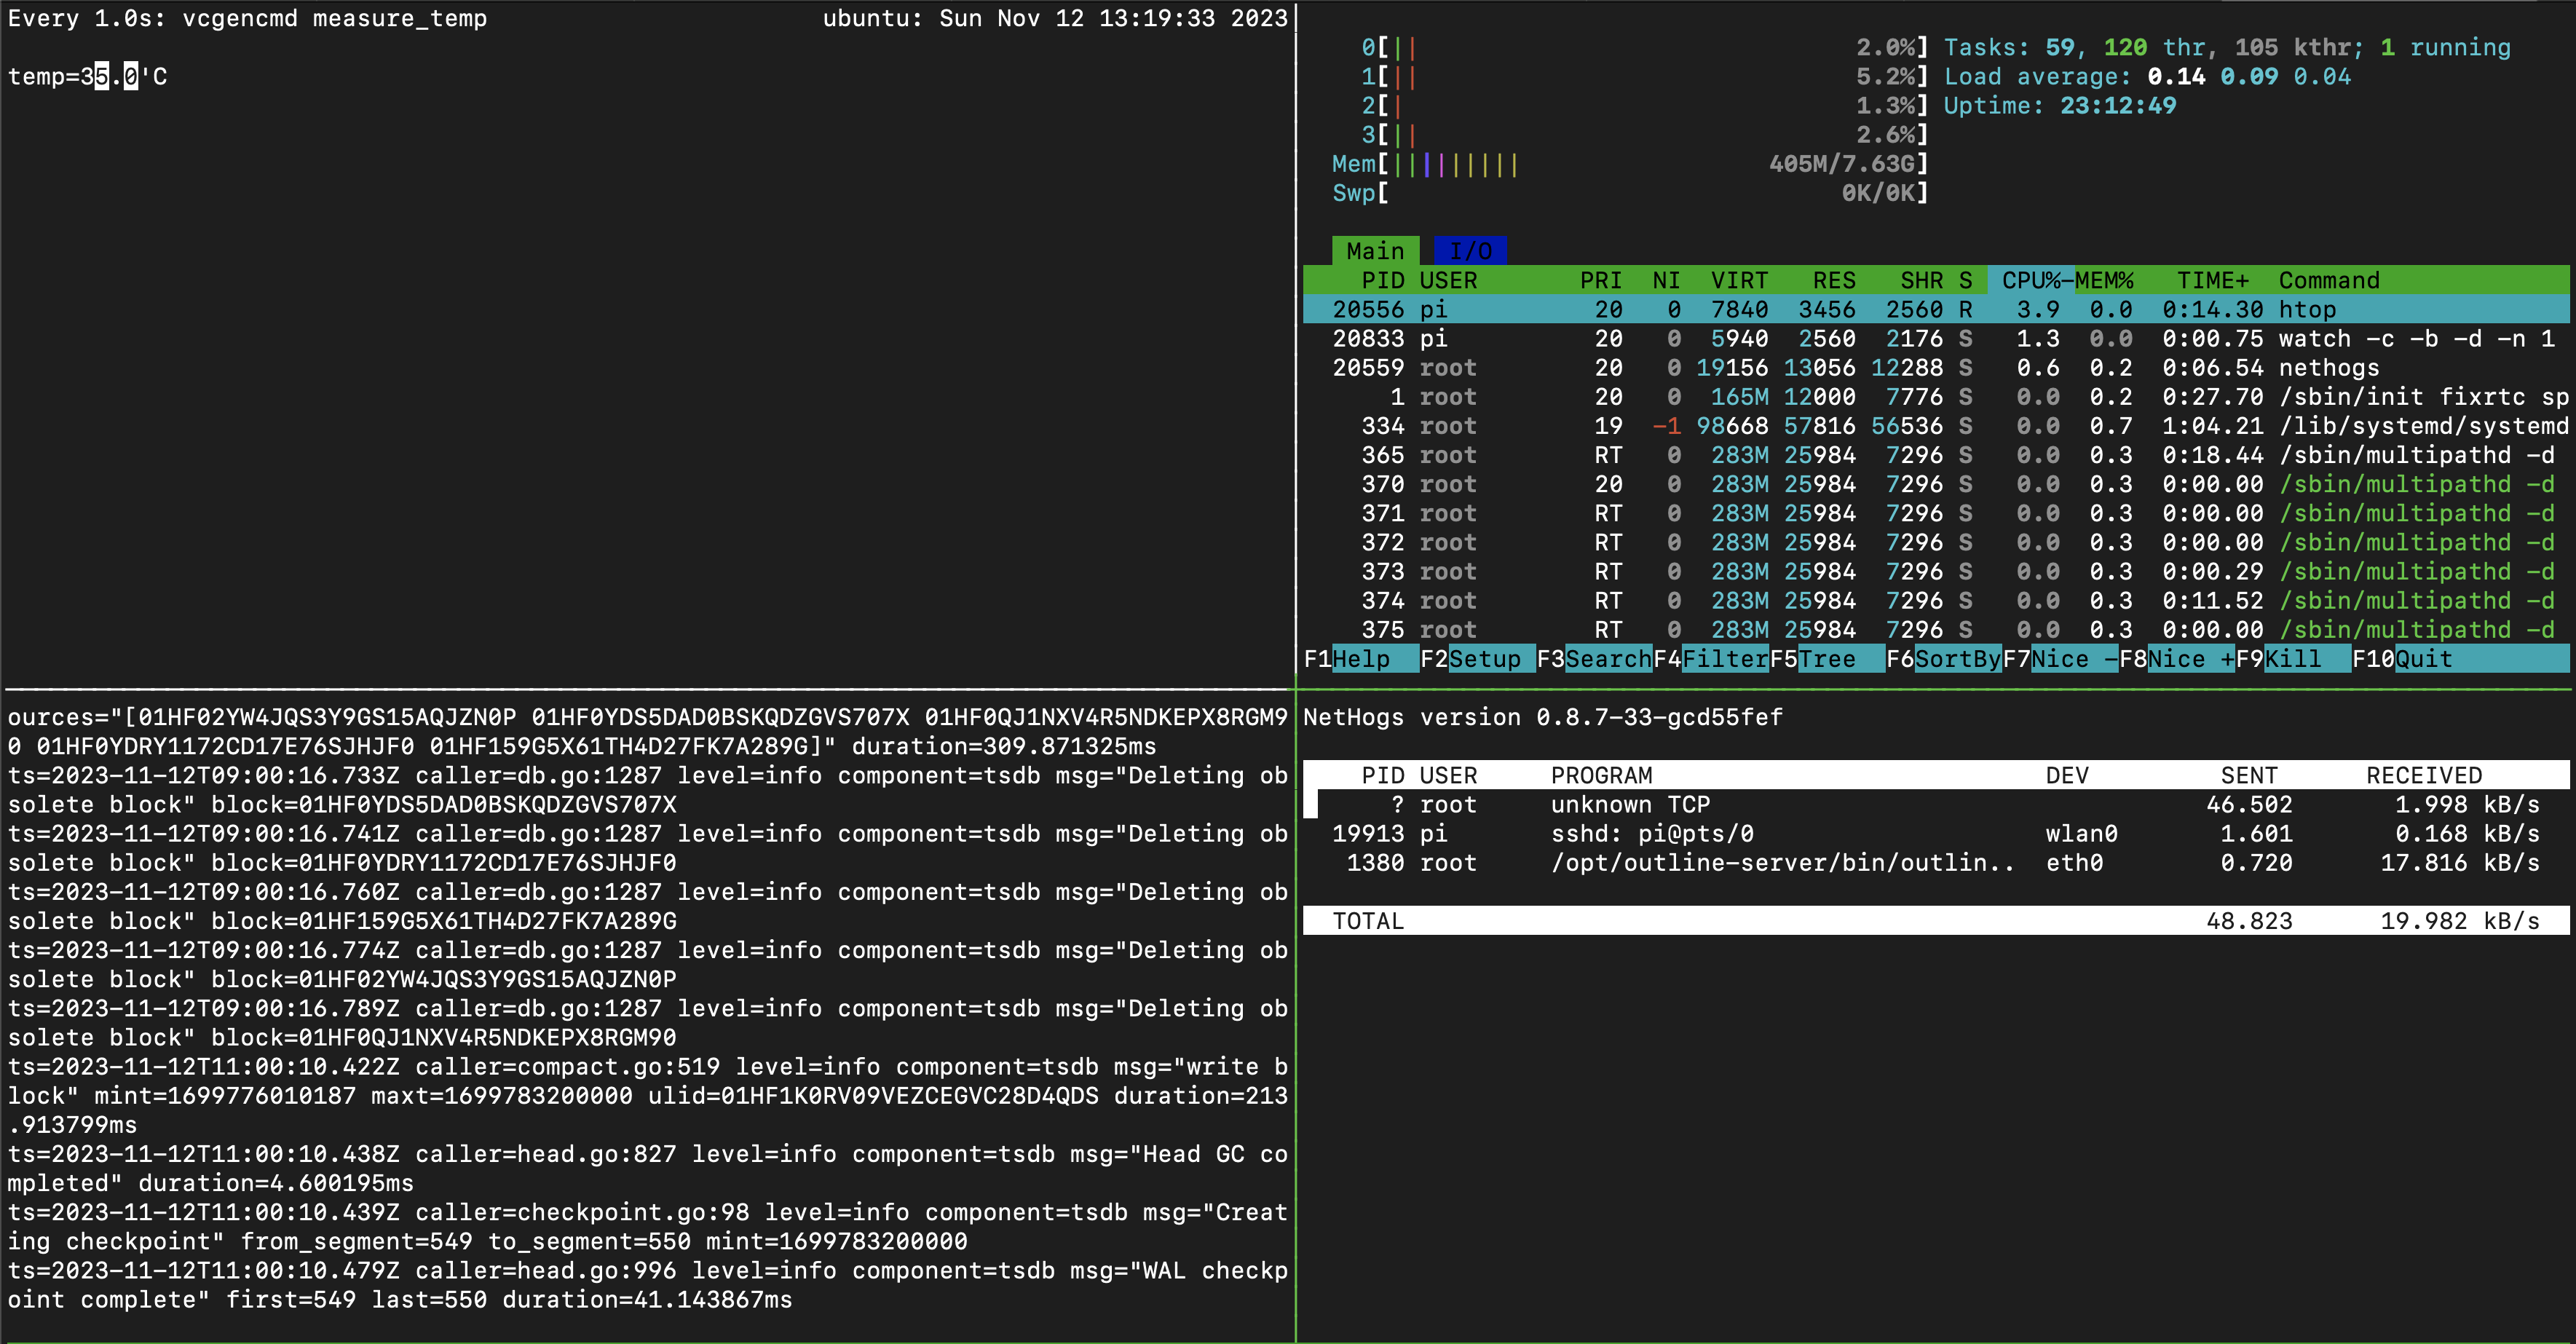 Every 1.0s: vcgencmd measure_temp ubuntu: Sun Nov 12 13:19:33 2023
temp=35.0'C
0[|| 2.0%] Tasks: 59, 120 thr, 105 kthr; 1 running
1[|| 5.2%] Load average: 0.14 0.09 0.04
2[| 1.3%] Uptime: 23:12:49
3[|| 2.6%]
Mem[||||||||| 405M/7.63G]
Swp[ 0K/0K]
Main I/O
PID USER PRI NI VIRT RES SHR S CPU%-MEM% TIME+ Command
20556 pi 20 0 7840 3456 2560 R 3.9 0.0 0:14.30 htop
20833 pi 20 0 5940 2560 2176 S 1.3 0.0 0:00.75 watch -c -b -d -n 1
20559 root 20 0 19156 13056 12288 S 0.6 0.2 0:06.54 nethogs
1 root 20 0 165M 12000 7776 S 0.0 0.2 0:27.70 /sbin/init fixrtc sp
334 root 19 -1 98668 57816 56536 S 0.0 0.7 1:04.21 /lib/systemd/systemd
365 root RT 0 283M 25984 7296 S 0.0 0.3 0:18.44 /sbin/multipathd -d
370 root 20 0 283M 25984 7296 S 0.0 0.3 0:00.00 /sbin/multipathd -d
371 root RT 0 283M 25984 7296 S 0.0 0.3 0:00.00 /sbin/multipathd -d
372 root RT 0 283M 25984 7296 S 0.0 0.3 0:00.00 /sbin/multipathd -d
373 root RT 0 283M 25984 7296 S 0.0 0.3 0:00.29 /sbin/multipathd -d
374 root RT 0 283M 25984 7296 S 0.0 0.3 0:11.52 /sbin/multipathd -d
375 root RT 0 283M 25984 7296 S 0.0 0.3 0:00.00 /sbin/multipathd -d
F1Help F2Setup F3SearchF4FilterF5Tree F6SortByF7Nice -F8Nice +F9Kill F10Quit
ources="[01HF02YW4JQS3Y9GS15AQJZN0P 01HF0YDS5DAD0BSKQDZGVS707X 01HF0QJ1NXV4R5NDKEPX8RGM9
0 01HF0YDRY1172CD17E76SJHJF0 01HF159G5X61TH4D27FK7A289G]" duration=309.871325ms
ts=2023-11-12T09:00:16.733Z caller=db.go:1287 level=info component=tsdb msg="Deleting ob
solete block" block=01HF0YDS5DAD0BSKQDZGVS707X
ts=2023-11-12T09:00:16.741Z caller=db.go:1287 level=info component=tsdb msg="Deleting ob
solete block" block=01HF0YDRY1172CD17E76SJHJF0
ts=2023-11-12T09:00:16.760Z caller=db.go:1287 level=info component=tsdb msg="Deleting ob
solete block" block=01HF159G5X61TH4D27FK7A289G
ts=2023-11-12T09:00:16.774Z caller=db.go:1287 level=info component=tsdb msg="Deleting ob
solete block" block=01HF02YW4JQS3Y9GS15AQJZN0P
ts=2023-11-12T09:00:16.789Z caller=db.go:1287 level=info component=tsdb msg="Deleting ob
solete block" block=01HF0QJ1NXV4R5NDKEPX8RGM90
ts=2023-11-12T11:00:10.422Z caller=compact.go:519 level=info component=tsdb msg="write b
lock" mint=1699776010187 maxt=1699783200000 ulid=01HF1K0RV09VEZCEGVC28D4QDS duration=213
.913799ms
ts=2023-11-12T11:00:10.438Z caller=head.go:827 level=info component=tsdb msg="Head GC co
mpleted" duration=4.600195ms
ts=2023-11-12T11:00:10.439Z caller=checkpoint.go:98 level=info component=tsdb msg="Creat
ing checkpoint" from_segment=549 to_segment=550 mint=1699783200000
ts=2023-11-12T11:00:10.479Z caller=head.go:996 level=info component=tsdb msg="WAL checkp
oint complete" first=549 last=550 duration=41.143867ms
NetHogs version 0.8.7-33-gcd55fef
PID USER PROGRAM DEV SENT RECEIVED
? root unknown TCP 46.502 1.998 kB/s
19913 pi sshd: pi@pts/0 wlan0 1.601 0.168 kB/s
1380 root /opt/outline-server/bin/outlin.. eth0 0.720 17.816 kB/s
TOTAL 48.823 19.982 kB/s